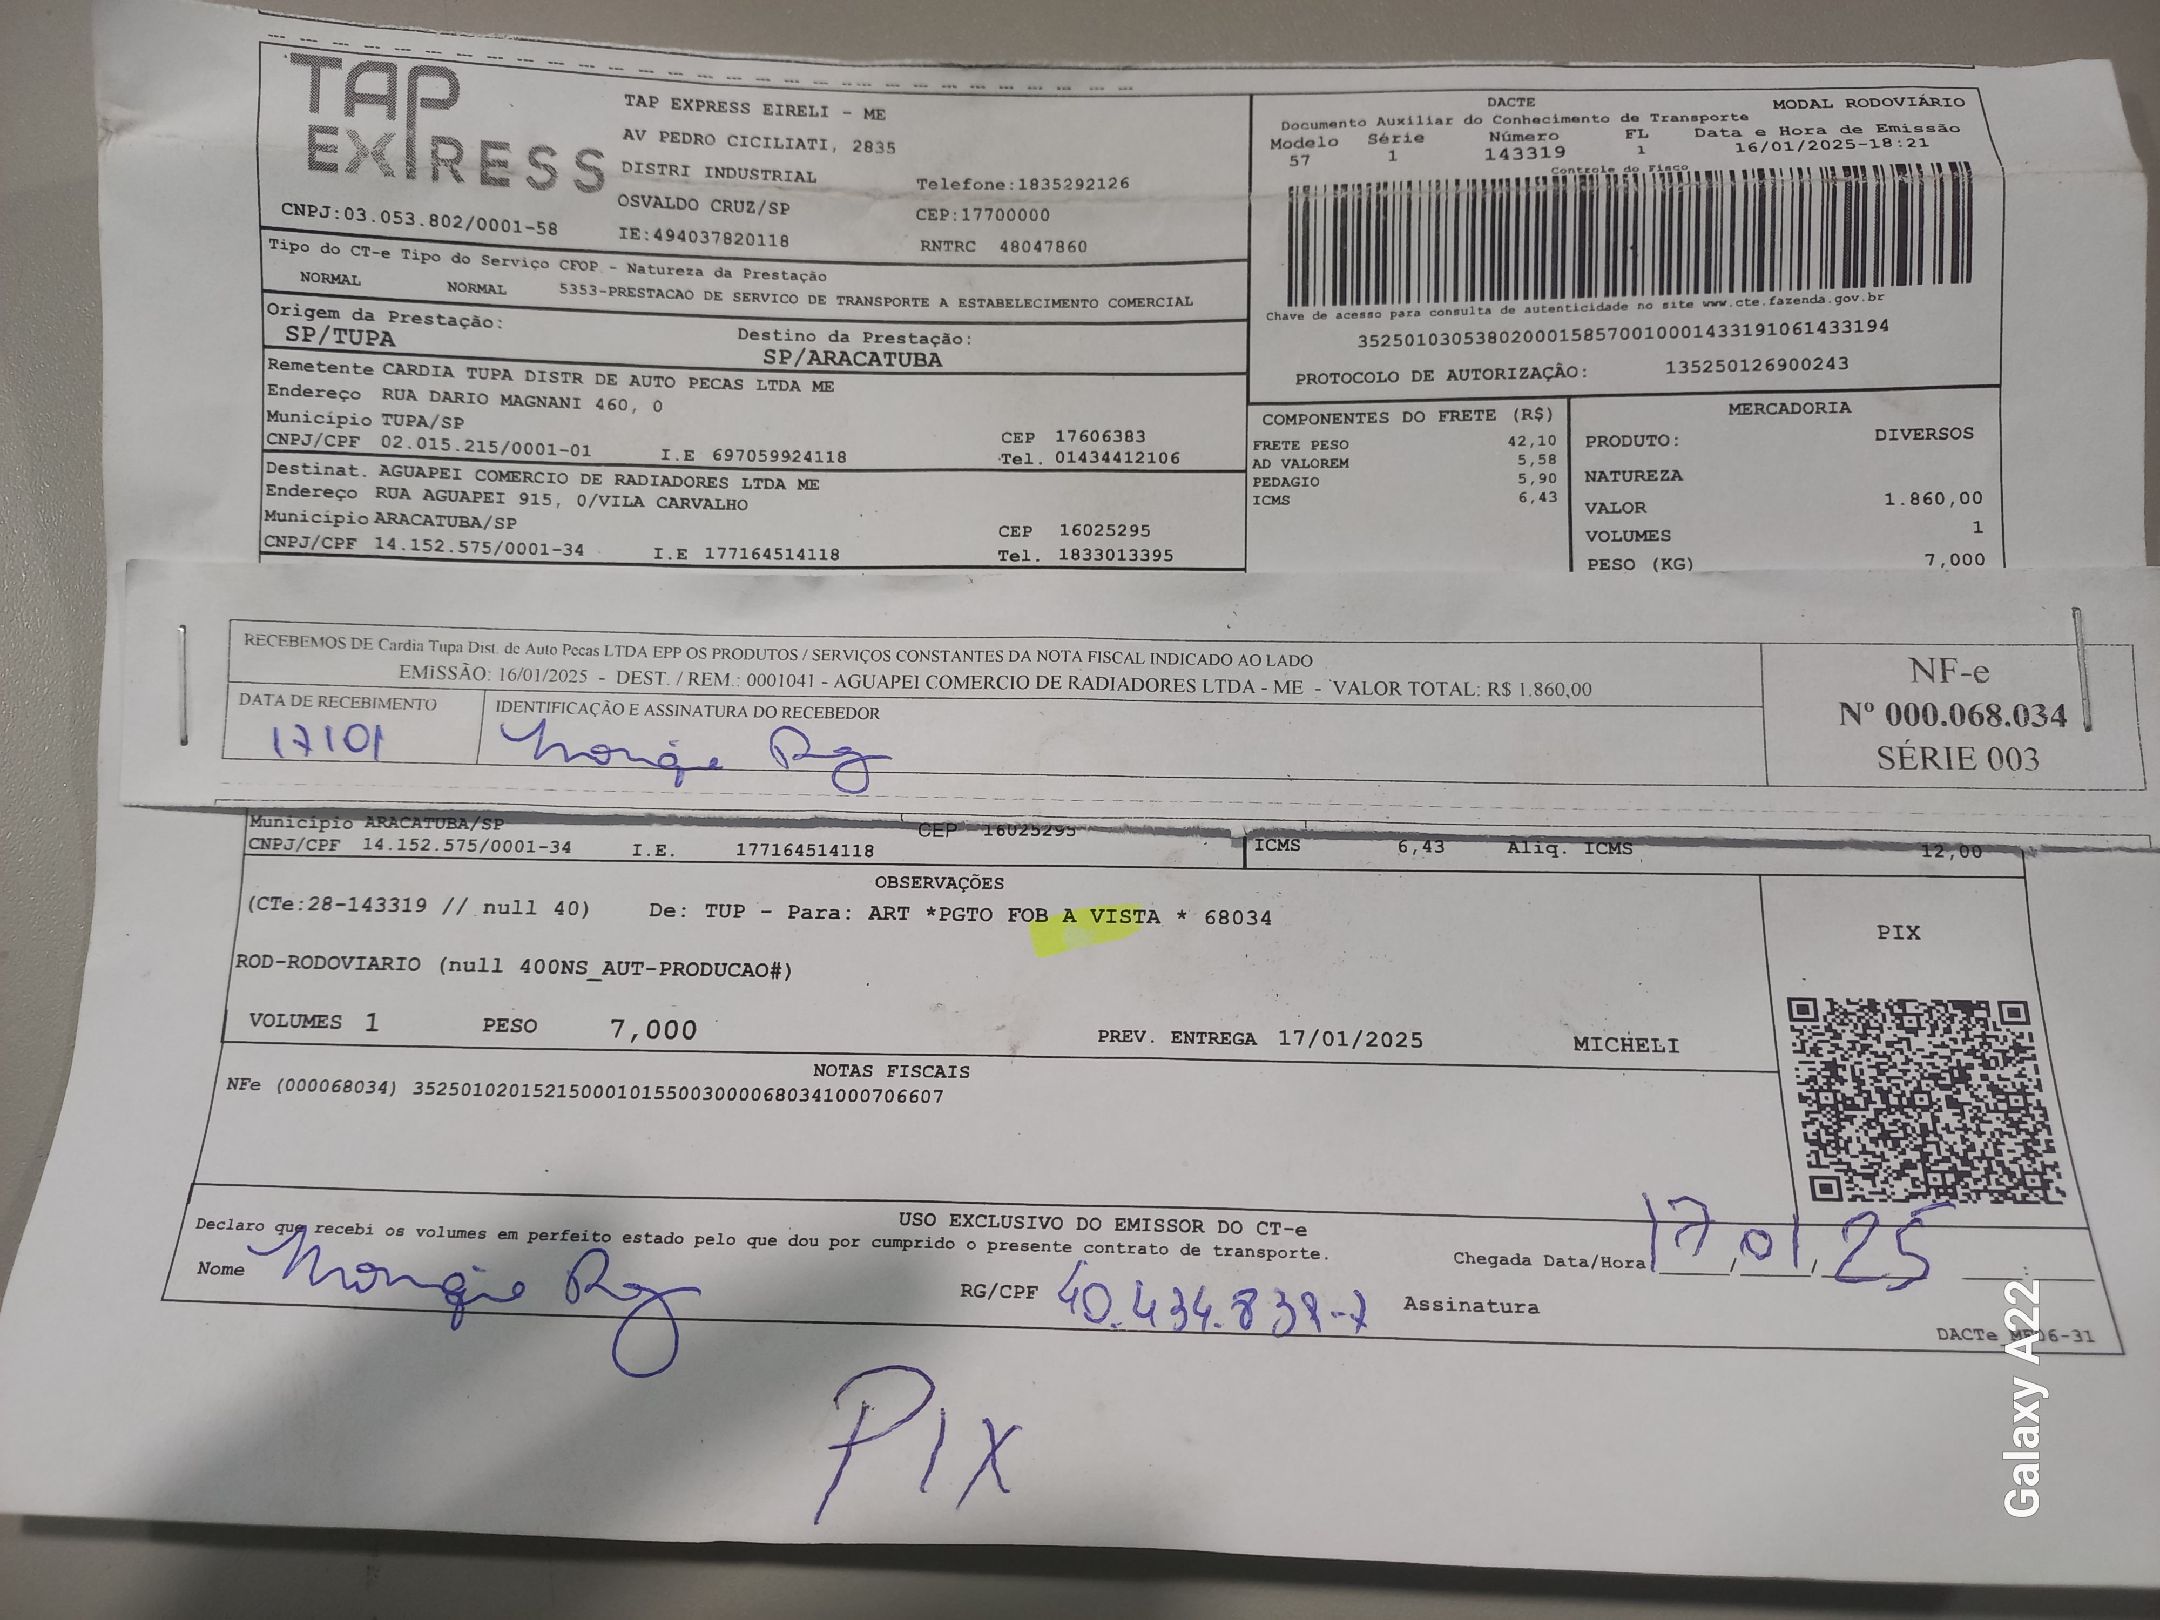 TAP EXPRESS
TAP EXPRESS EIRELI - ME
AV PEDRO CICILIATI, 2835
DISTRI INDUSTRIAL
Telefone:1835292126
OSVALDO CRUZ/SP
CEP:17700000
CNPJ:03.053.802/0001-58
IE:494037820118
RNTRC 48047860
DACTE
MODAL RODOVIÁRIO
Documento Auxiliar do Conhecimento de Transporte
Modelo Série Número FL Data e Hora de Emissão
57 1 143319 1 16/01/2025-18:21
Controle do Fisco
Chave de acesso para consulta de autenticidade no site www.cte.fazenda.gov.br
35250103053802000158570010001433191061433194
PROTOCOLO DE AUTORIZAÇÃO: 135250126900243
Tipo do CT-e Tipo do Serviço CFOP - Natureza da Prestação
NORMAL NORMAL 5353-PRESTACAO DE SERVICO DE TRANSPORTE A ESTABELECIMENTO COMERCIAL
Origem da Prestação: Destino da Prestação:
SP/TUPA SP/ARACATUBA
Remetente CARDIA TUPA DISTR DE AUTO PECAS LTDA ME
Endereço RUA DARIO MAGNANI 460, 0
Município TUPA/SP CEP 17606383
CNPJ/CPF 02.015.215/0001-01 I.E 697059924118 Tel. 01434412106
Destinat. AGUAPEI COMERCIO DE RADIADORES LTDA ME
Endereço RUA AGUAPEI 915, 0/VILA CARVALHO
Município ARACATUBA/SP CEP 16025295
CNPJ/CPF 14.152.575/0001-34 I.E 177164514118 Tel. 1833013395
COMPONENTES DO FRETE (R$)
FRETE PESO 42,10
AD VALOREM 5,58
PEDAGIO 5,90
ICMS 6,43
MERCADORIA
PRODUTO: DIVERSOS
NATUREZA
VALOR 1.860,00
VOLUMES 1
PESO (KG) 7,000
RECEBEMOS DE Cardia Tupa Dist. de Auto Pecas LTDA EPP OS PRODUTOS / SERVIÇOS CONSTANTES DA NOTA FISCAL INDICADO AO LADO
EMISSÃO: 16/01/2025 - DEST. / REM.: 0001041 - AGUAPEI COMERCIO DE RADIADORES LTDA - ME - VALOR TOTAL: R$ 1.860,00
DATA DE RECEBIMENTO IDENTIFICAÇÃO E ASSINATURA DO RECEBEDOR
17101
NF-e
Nº 000.068.034
SÉRIE 003
Município ARACATUBA/SP CEP 16025295
CNPJ/CPF 14.152.575/0001-34 I.E. 177164514118
ICMS 6,43 Aliq. ICMS 12,00
OBSERVAÇÕES
(CTe:28-143319 // null 40) De: TUP - Para: ART *PGTO FOB A VISTA * 68034
ROD-RODOVIARIO (null 400NS_AUT-PRODUCAO#)
VOLUMES 1 PESO 7,000 PREV. ENTREGA 17/01/2025 MICHELI
PIX
NOTAS FISCAIS
NFe (000068034) 35250102015215000101550030000680341000706607
USO EXCLUSIVO DO EMISSOR DO CT-e
Declaro que recebi os volumes em perfeito estado pelo que dou por cumprido o presente contrato de transporte.
Chegada Data/Hora 17/01/25
Nome RG/CPF Assinatura
DACTe
PIX
Galaxy A22